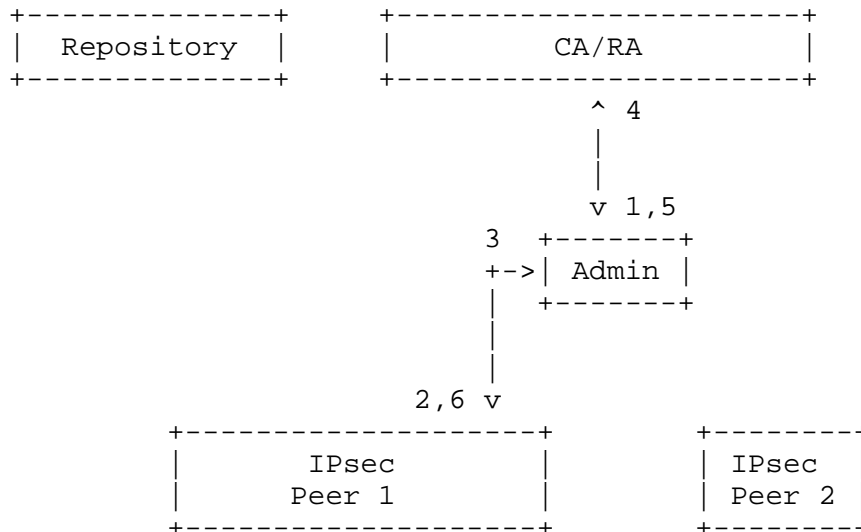 Repository CA/RA
^ 4
v 1,5
3
+-> Admin
2,6 v
IPsec IPsec
Peer 1 Peer 2